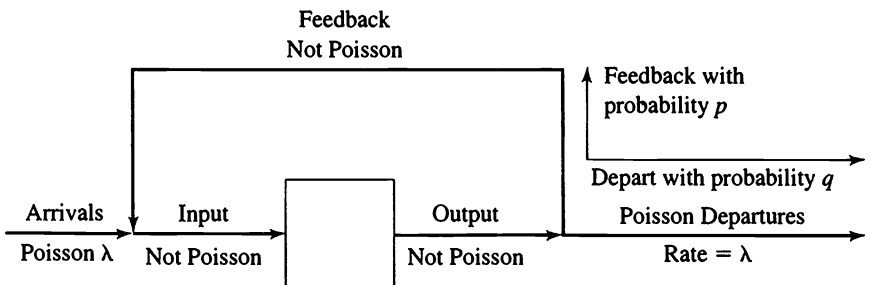 Feedback
Not Poisson
Feedback with
probability p
Depart with probability q
Arrivals
Input
Output
Poisson Departures
Poisson λ
Not Poisson
Not Poisson
Rate = λ